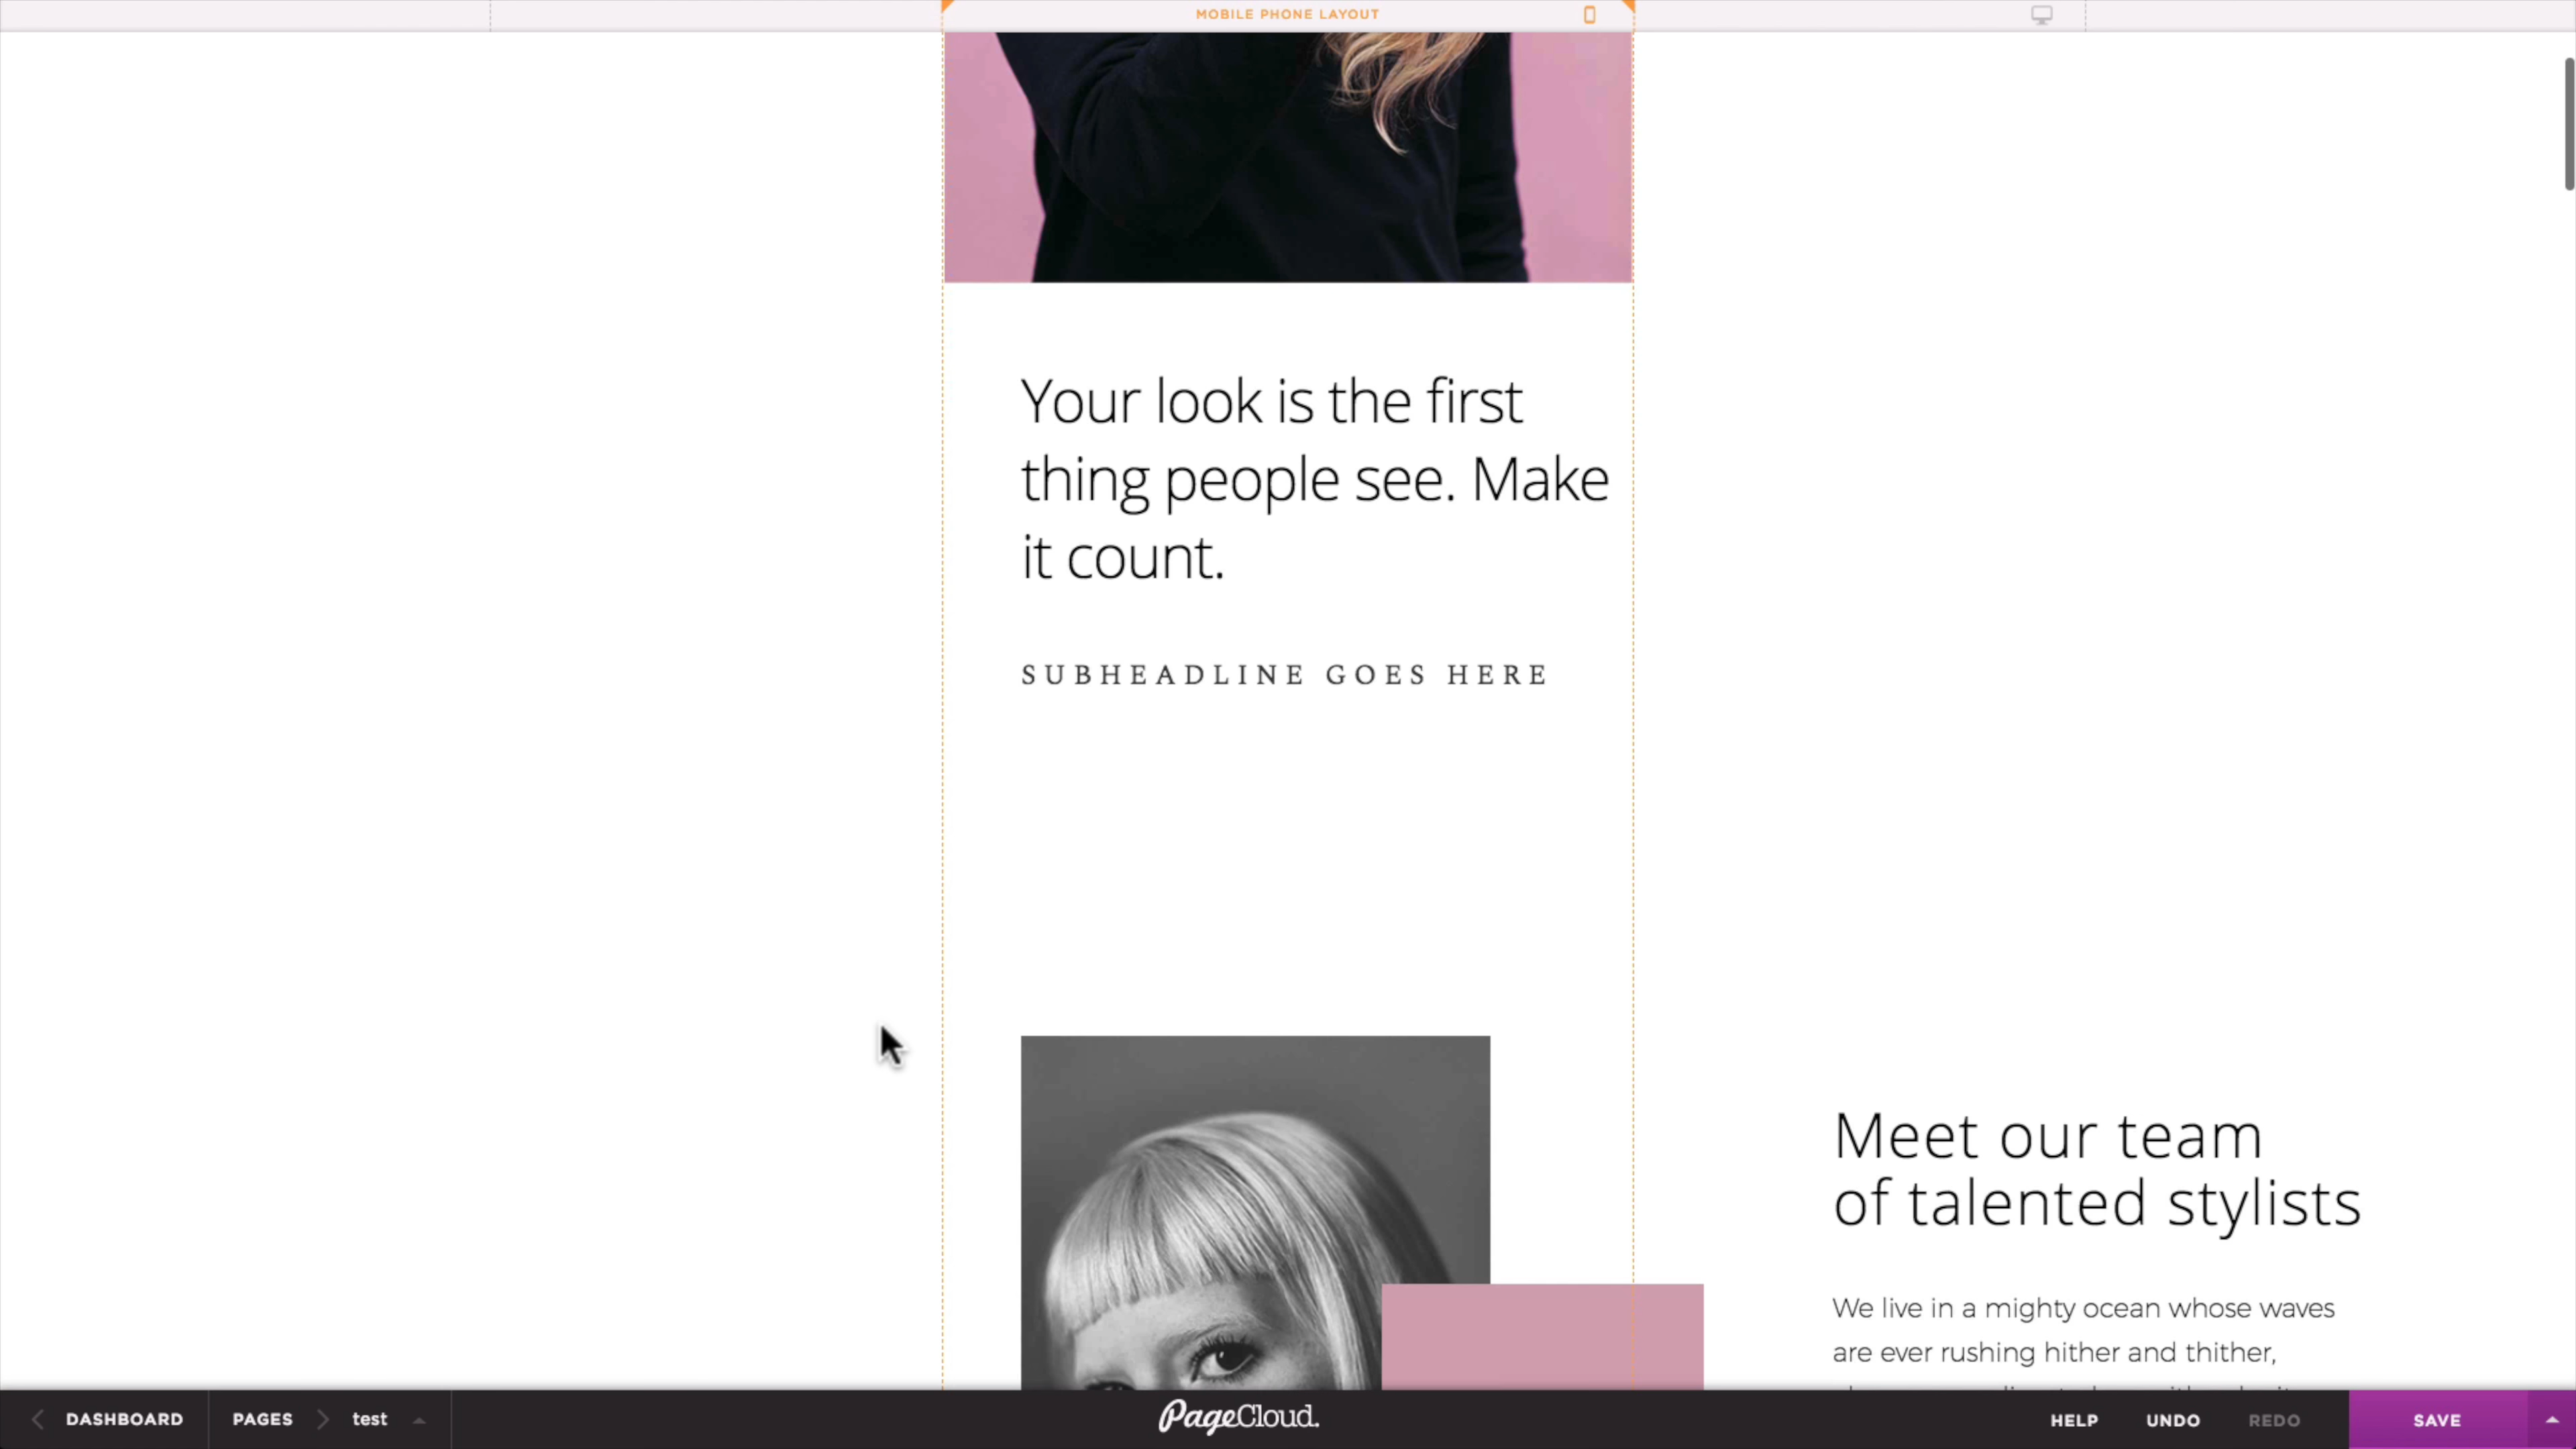 MOBILE PHONE LAYOUT
Your look is the first
thing people see. Make
it count.
SUBHEADLINE GOES HERE
Meet our team
of talented stylists
We live in a mighty ocean whose waves
are ever rushing hither and thither,
DASHBOARD
PAGES
test
PageCloud.
HELP
UNDO
REDO
SAVE